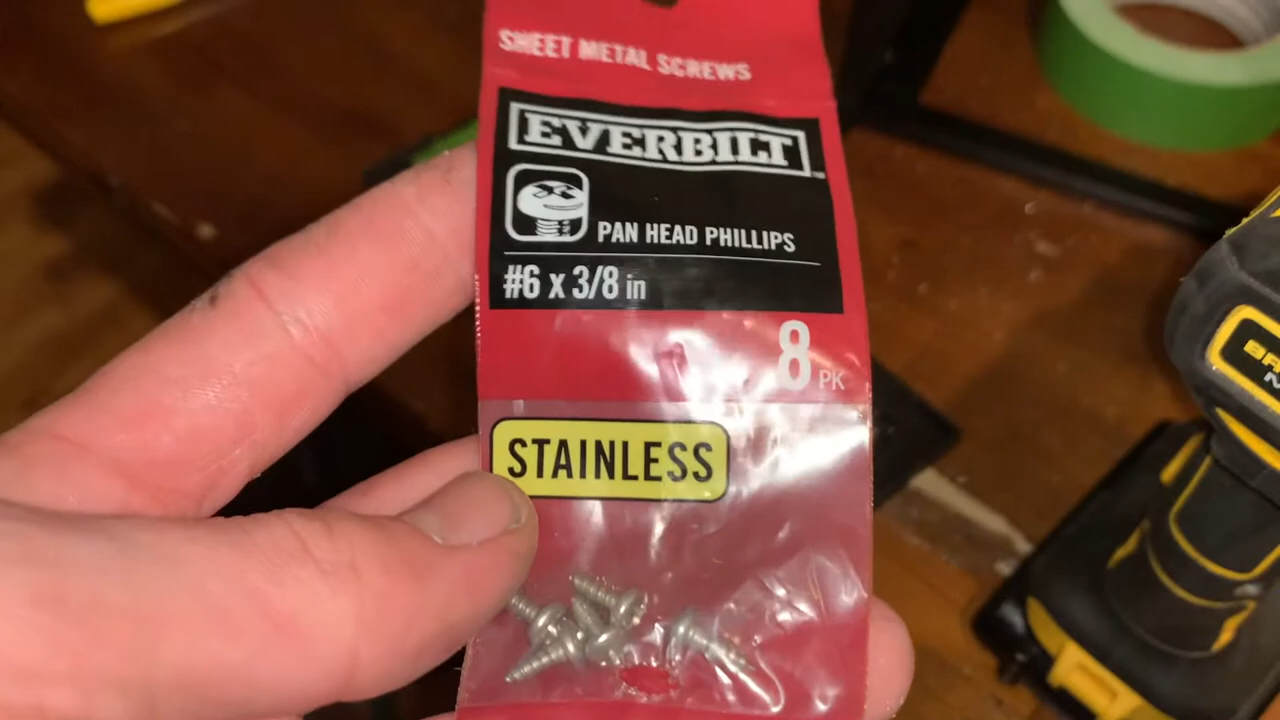 SHEET METAL SCREWS
EVERBILT
PAN HEAD PHILLIPS
#6 x 3/8 in
8 PK
STAINLESS